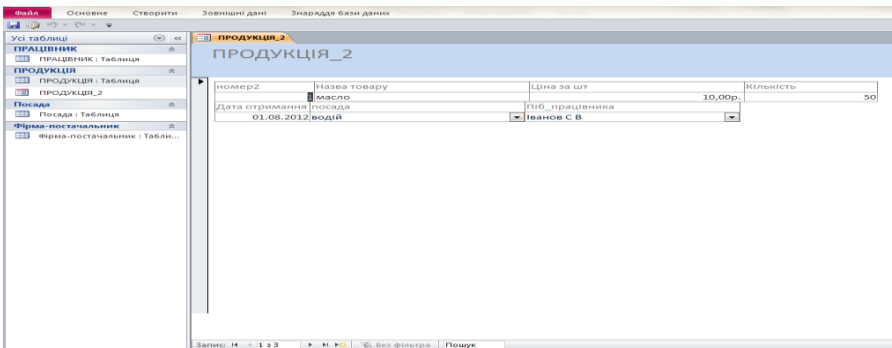 Файл Основне Створити Зовнішні дані Знаряддя бази даних
Усі таблиці
ПРАЦІВНИК
ПРАЦІВНИК : Таблиця
ПРОДУКЦІЯ
ПРОДУКЦІЯ : Таблиця
ПРОДУКЦІЯ_2
Посада
Посада : Таблиця
Фірма-постачальник
Фірма-постачальник : Табли...
ПРОДУКЦІЯ_2
ПРОДУКЦІЯ_2
номер2 Назва товару Ціна за шт Кількість
1 масло 10,00р. 50
Дата отримання посада Піб_працівника
01.08.2012 водій Іванов С В
Запис: 1 з 3 Без фільтра Пошук